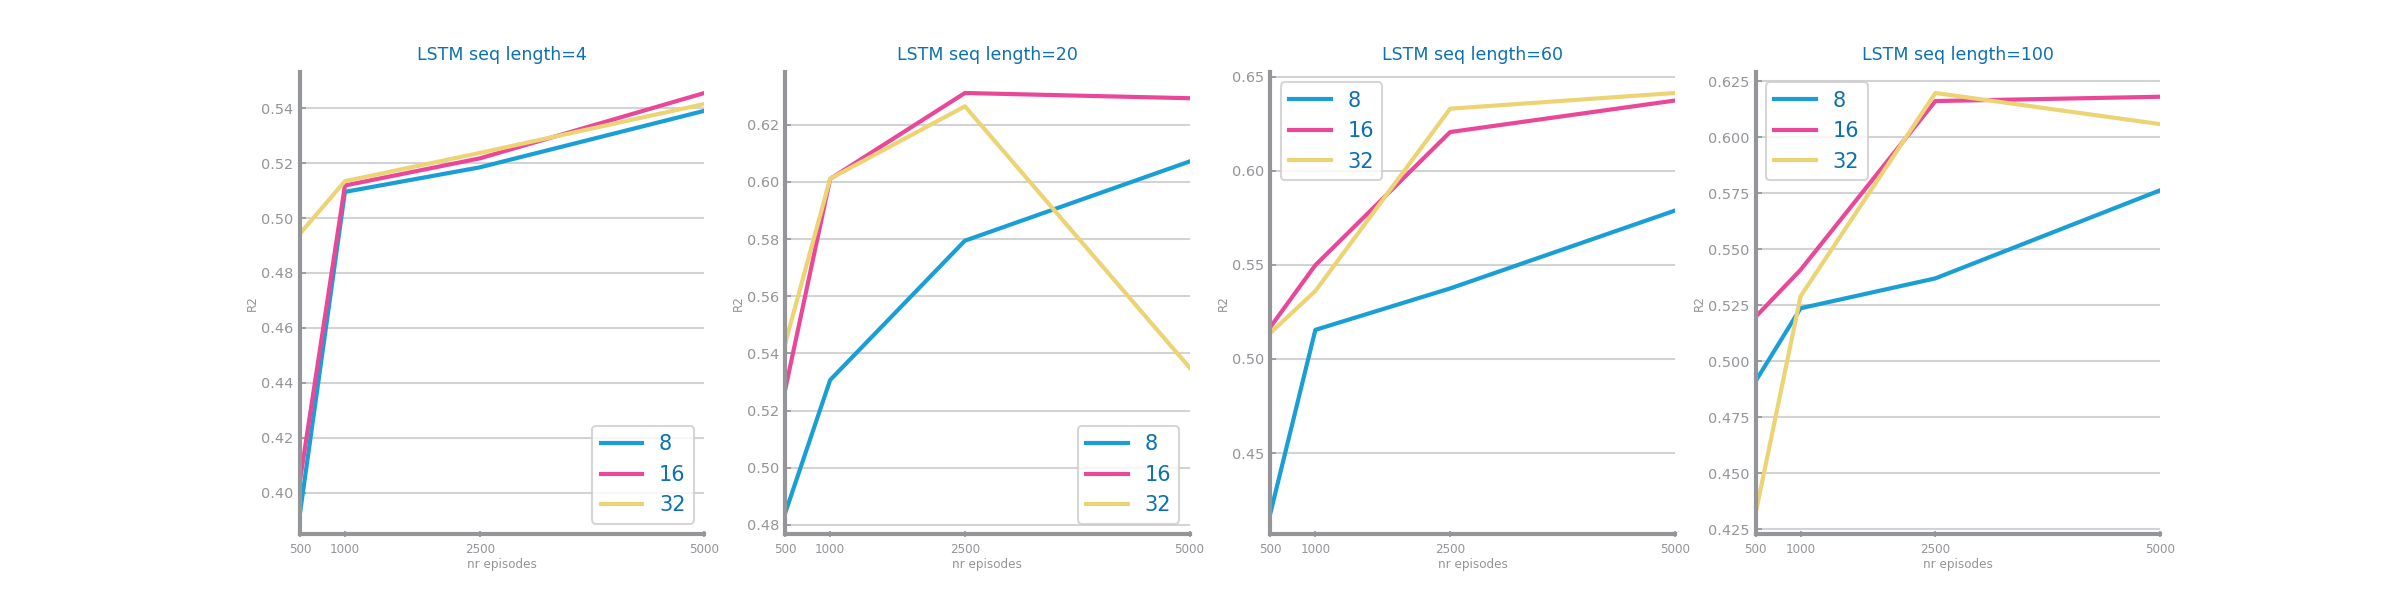 LSTM seq length=4
0.54
0.52
0.50
0.48
0.46
0.44
0.42
0.40
R2
8
16
32
500 1000 2500 5000
nr episodes
LSTM seq length=20
0.62
0.60
0.58
0.56
0.54
0.52
0.50
0.48
R2
8
16
32
500 1000 2500 5000
nr episodes
LSTM seq length=60
0.65
0.60
0.55
0.50
0.45
R2
8
16
32
500 1000 2500 5000
nr episodes
LSTM seq length=100
0.625
0.600
0.575
0.550
0.525
0.500
0.475
0.450
0.425
R2
8
16
32
500 1000 2500 5000
nr episodes